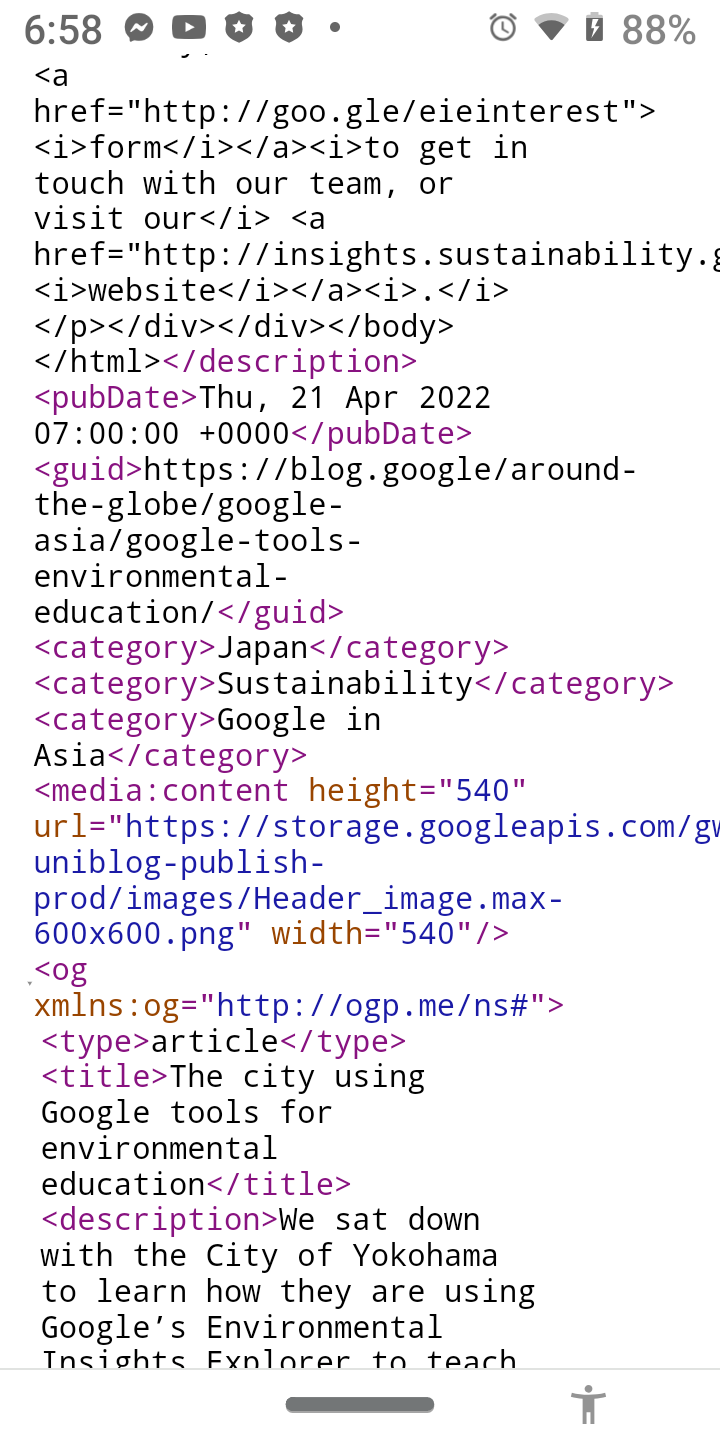 6:58 88%
<a
href="http://goo.gle/eieinterest">
<i>form</i></a><i>to get in
touch with our team, or
visit our</i> <a
href="http://insights.sustainability.g
<i>website</i></a><i>.</i>
</p></div></div></body>
</html></description>
<pubDate>Thu, 21 Apr 2022
07:00:00 +0000</pubDate>
<guid>https://blog.google/around-
the-globe/google-
asia/google-tools-
environmental-
education/</guid>
<category>Japan</category>
<category>Sustainability</category>
<category>Google in
Asia</category>
<media:content height="540"
url="https://storage.googleapis.com/gw
uniblog-publish-
prod/images/Header_image.max-
600x600.png" width="540"/>
<og
xmlns:og="http://ogp.me/ns#">
<type>article</type>
<title>The city using
Google tools for
environmental
education</title>
<description>We sat down
with the City of Yokohama
to learn how they are using
Google’s Environmental
Insights Explorer to teach